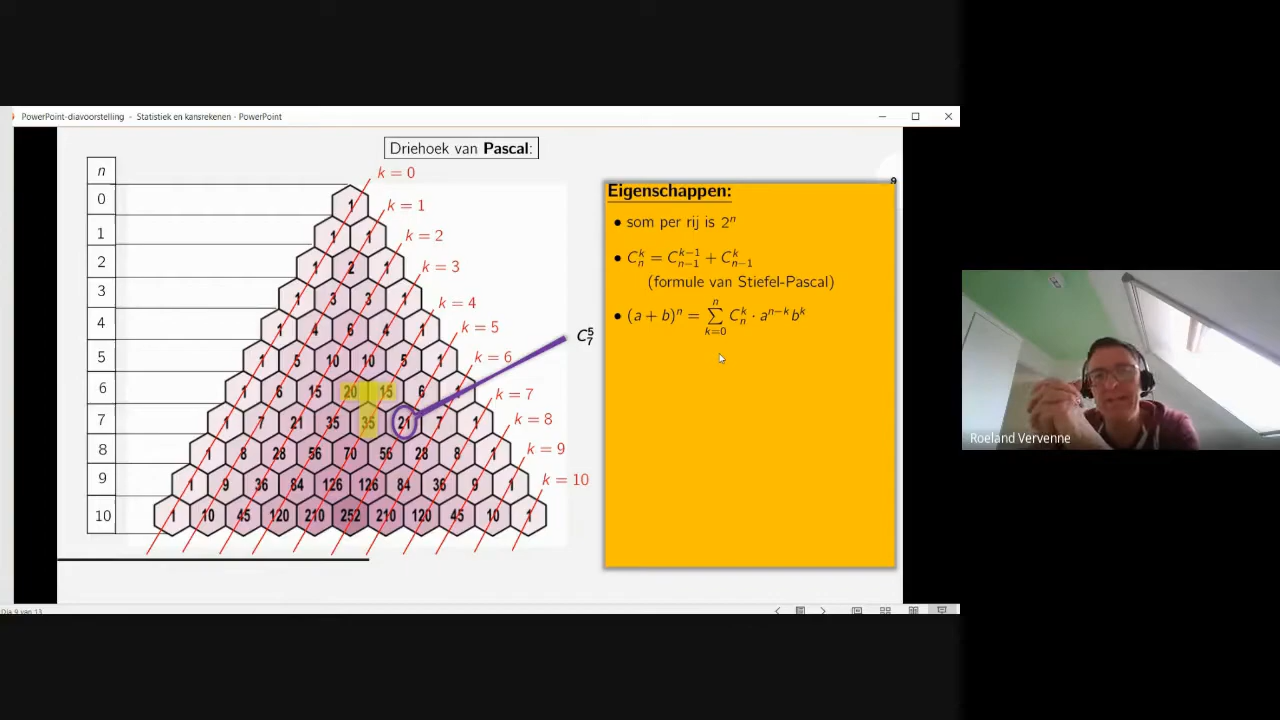 PowerPoint-diavoorstelling - Statistiek en kansrekenen - PowerPoint
Driehoek van Pascal:
9
n
k = 0
0
1
k = 1
1
1 1
k = 2
2
1 2 1
k = 3
3
1 3 3 1
k = 4
4
1 4 6 4 1
k = 5
5
1 5 10 10 5 1
k = 6
6
1 6 15 20 15 6 1
k = 7
7
1 7 21 35 35 21 7 1
k = 8
8
1 8 28 56 70 56 28 8 1
k = 9
9
1 9 36 84 126 126 84 36 9 1
k = 10
10
1 10 45 120 210 252 210 120 45 10 1
C₇⁵
Eigenschappen:
• som per rij is 2ⁿ
• Cₙᵏ = Cₙ₋₁ᵏ⁻¹ + Cₙ₋₁ᵏ
(formule van Stiefel-Pascal)
• (a + b)ⁿ = ∑ₖ₌₀ⁿ Cₙᵏ · aⁿ⁻ᵏbᵏ
Dia 9 van 13
Roeland Vervenne